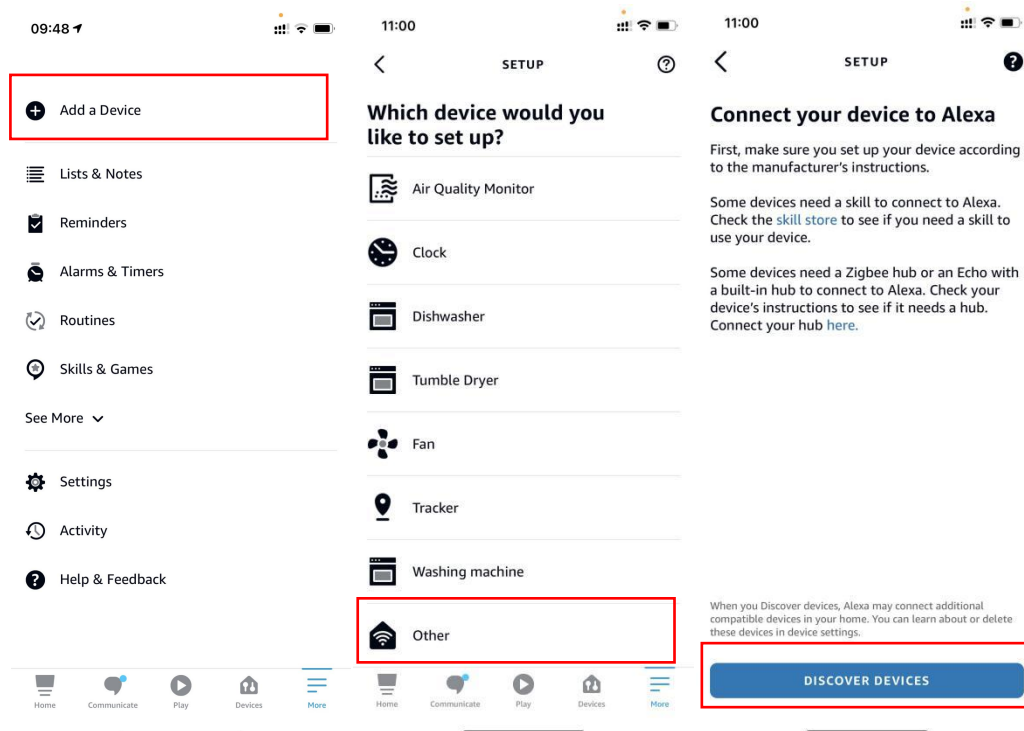 09:48
Add a Device
Lists & Notes
Reminders
Alarms & Timers
Routines
Skills & Games
See More
Settings
Activity
Help & Feedback
Home
Communicate
Play
Devices
More
11:00
SETUP
Which device would you
like to set up?
Air Quality Monitor
Clock
Dishwasher
Tumble Dryer
Fan
Tracker
Washing machine
Other
Home
Communicate
Play
Devices
More
11:00
SETUP
Connect your device to Alexa
First, make sure you set up your device according
to the manufacturer's instructions.
Some devices need a skill to connect to Alexa.
Check the skill store to see if you need a skill to
use your device.
Some devices need a Zigbee hub or an Echo with
a built-in hub to connect to Alexa. Check your
device's instructions to see if it needs a hub.
Connect your hub here.
When you Discover devices, Alexa may connect additional
compatible devices in your home. You can learn about or delete
these devices in device settings.
DISCOVER DEVICES